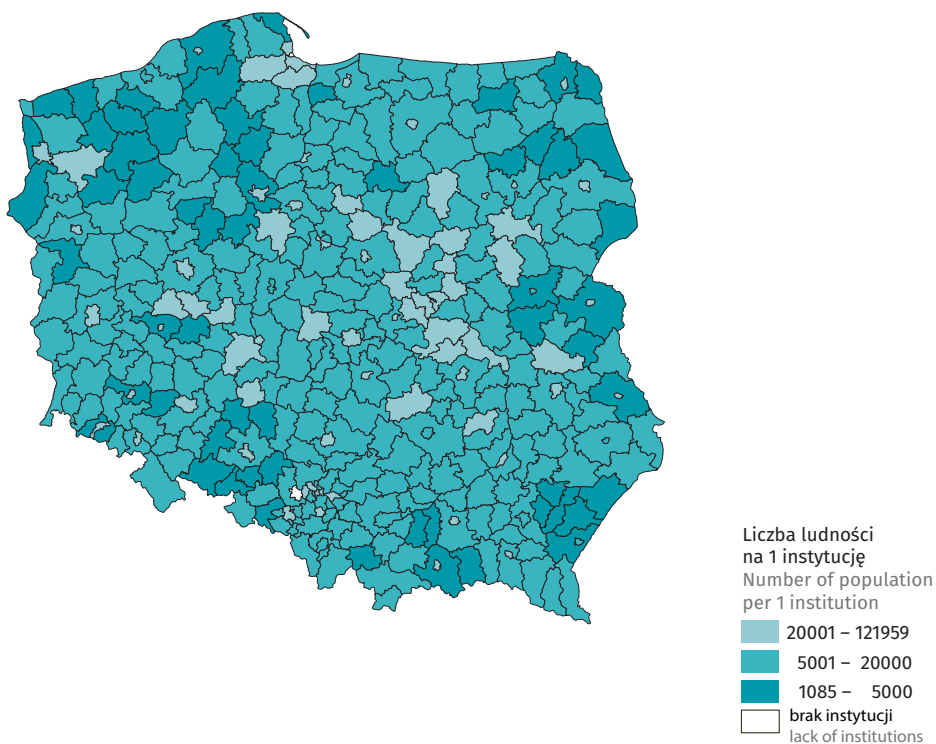 Liczba ludności
na 1 instytucję
Number of population
per 1 institution
20001 – 121959
5001 – 20000
1085 – 5000
brak instytucji
lack of institutions